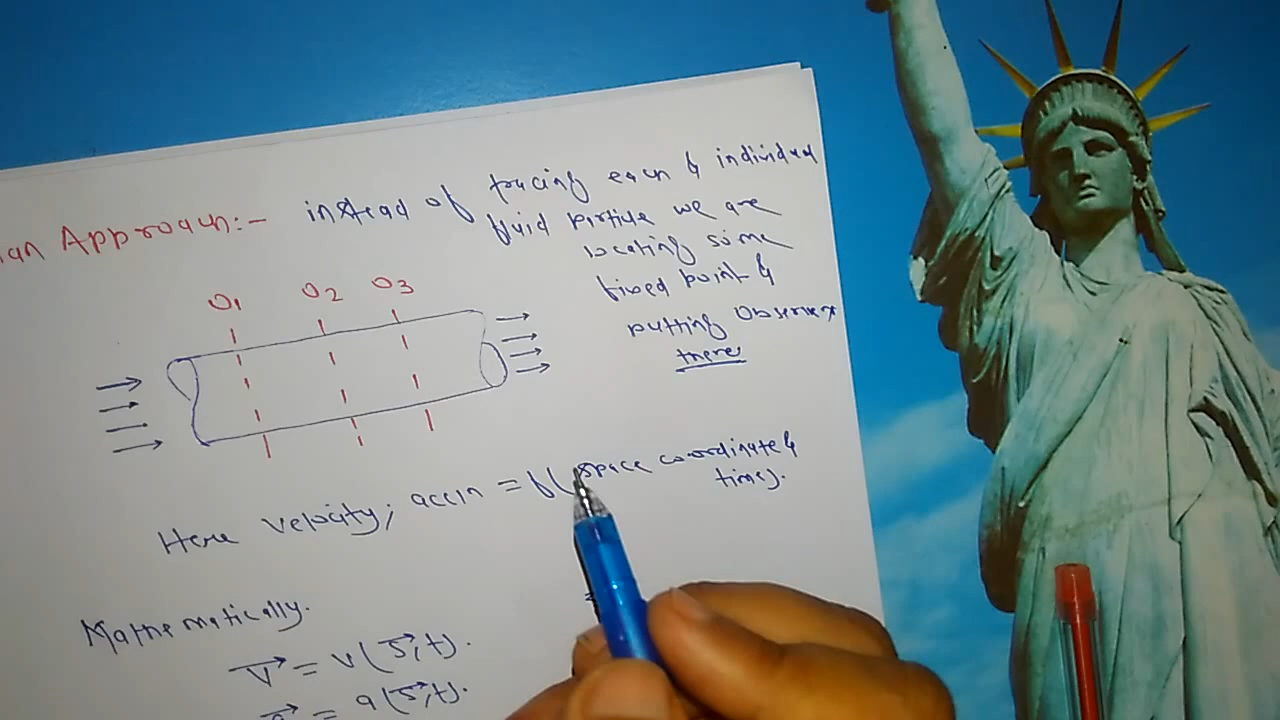 an Approach:- instead of tracing each & individual
fluid particle we are
locating some
fixed point &
putting observer
there
O1 O2 O3
Here velocity; accn = f(space coordinate &
time).
Mathematically.
V = v(s,t).
a = a(s,t).